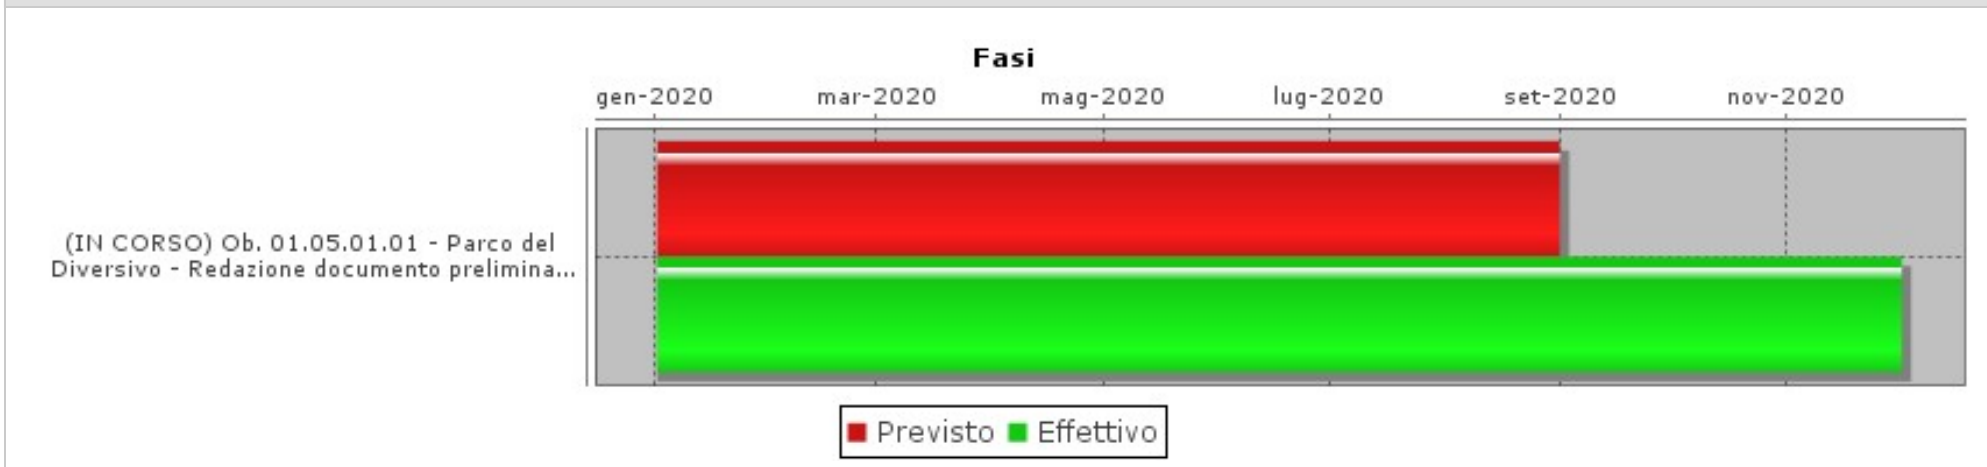 Fasi
gen-2020 mar-2020 mag-2020 lug-2020 set-2020 nov-2020
(IN CORSO) Ob. 01.05.01.01 - Parco del
Diversivo - Redazione documento prelimina...
Previsto Effettivo